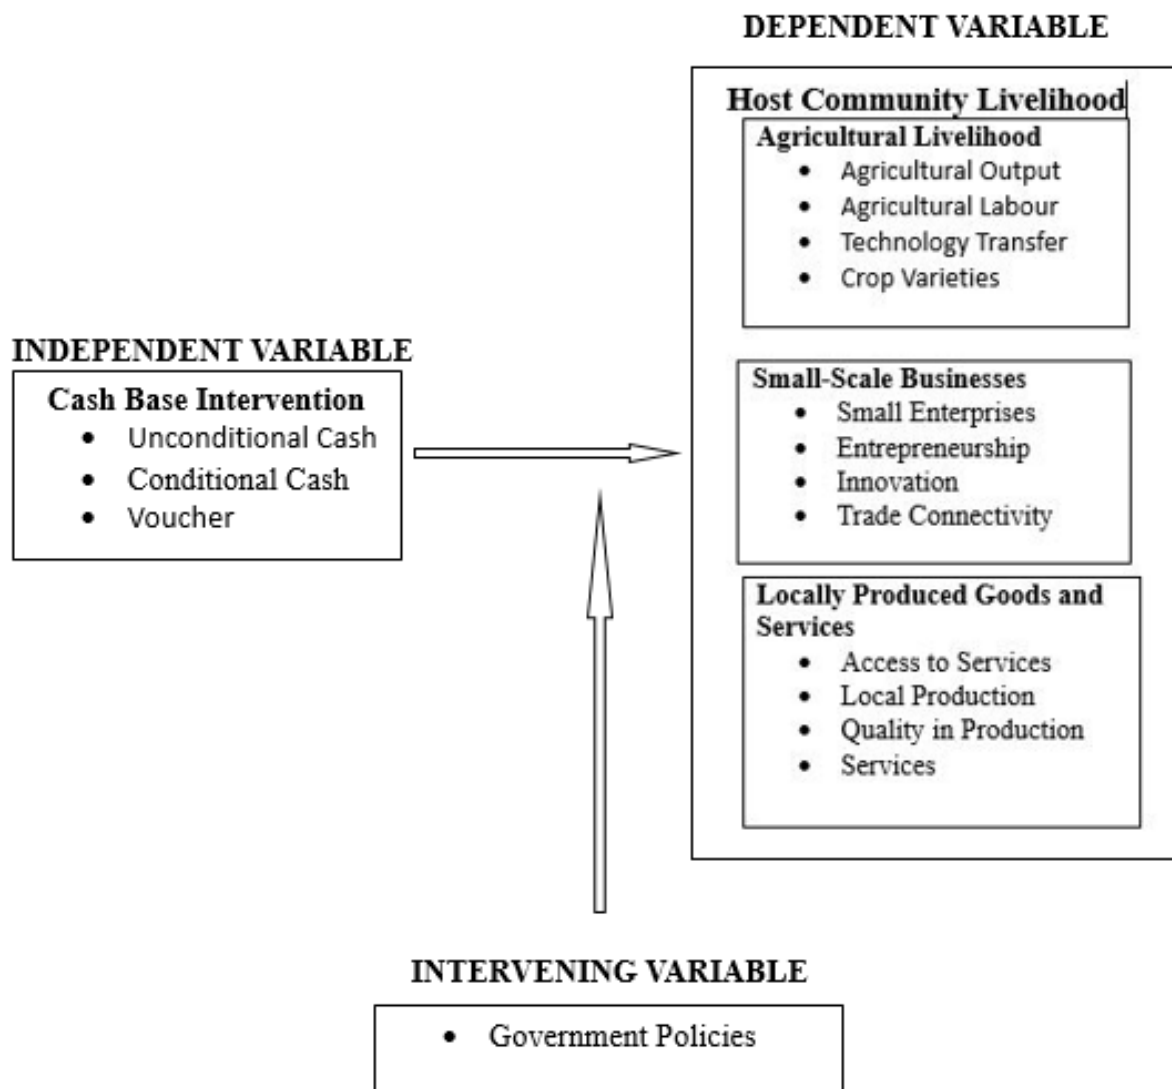 DEPENDENT VARIABLE
Host Community Livelihood
Agricultural Livelihood
• Agricultural Output
• Agricultural Labour
• Technology Transfer
• Crop Varieties
INDEPENDENT VARIABLE
Cash Base Intervention
• Unconditional Cash
• Conditional Cash
• Voucher
Small-Scale Businesses
• Small Enterprises
• Entrepreneurship
• Innovation
• Trade Connectivity
Locally Produced Goods and
Services
• Access to Services
• Local Production
• Quality in Production
• Services
INTERVENING VARIABLE
• Government Policies